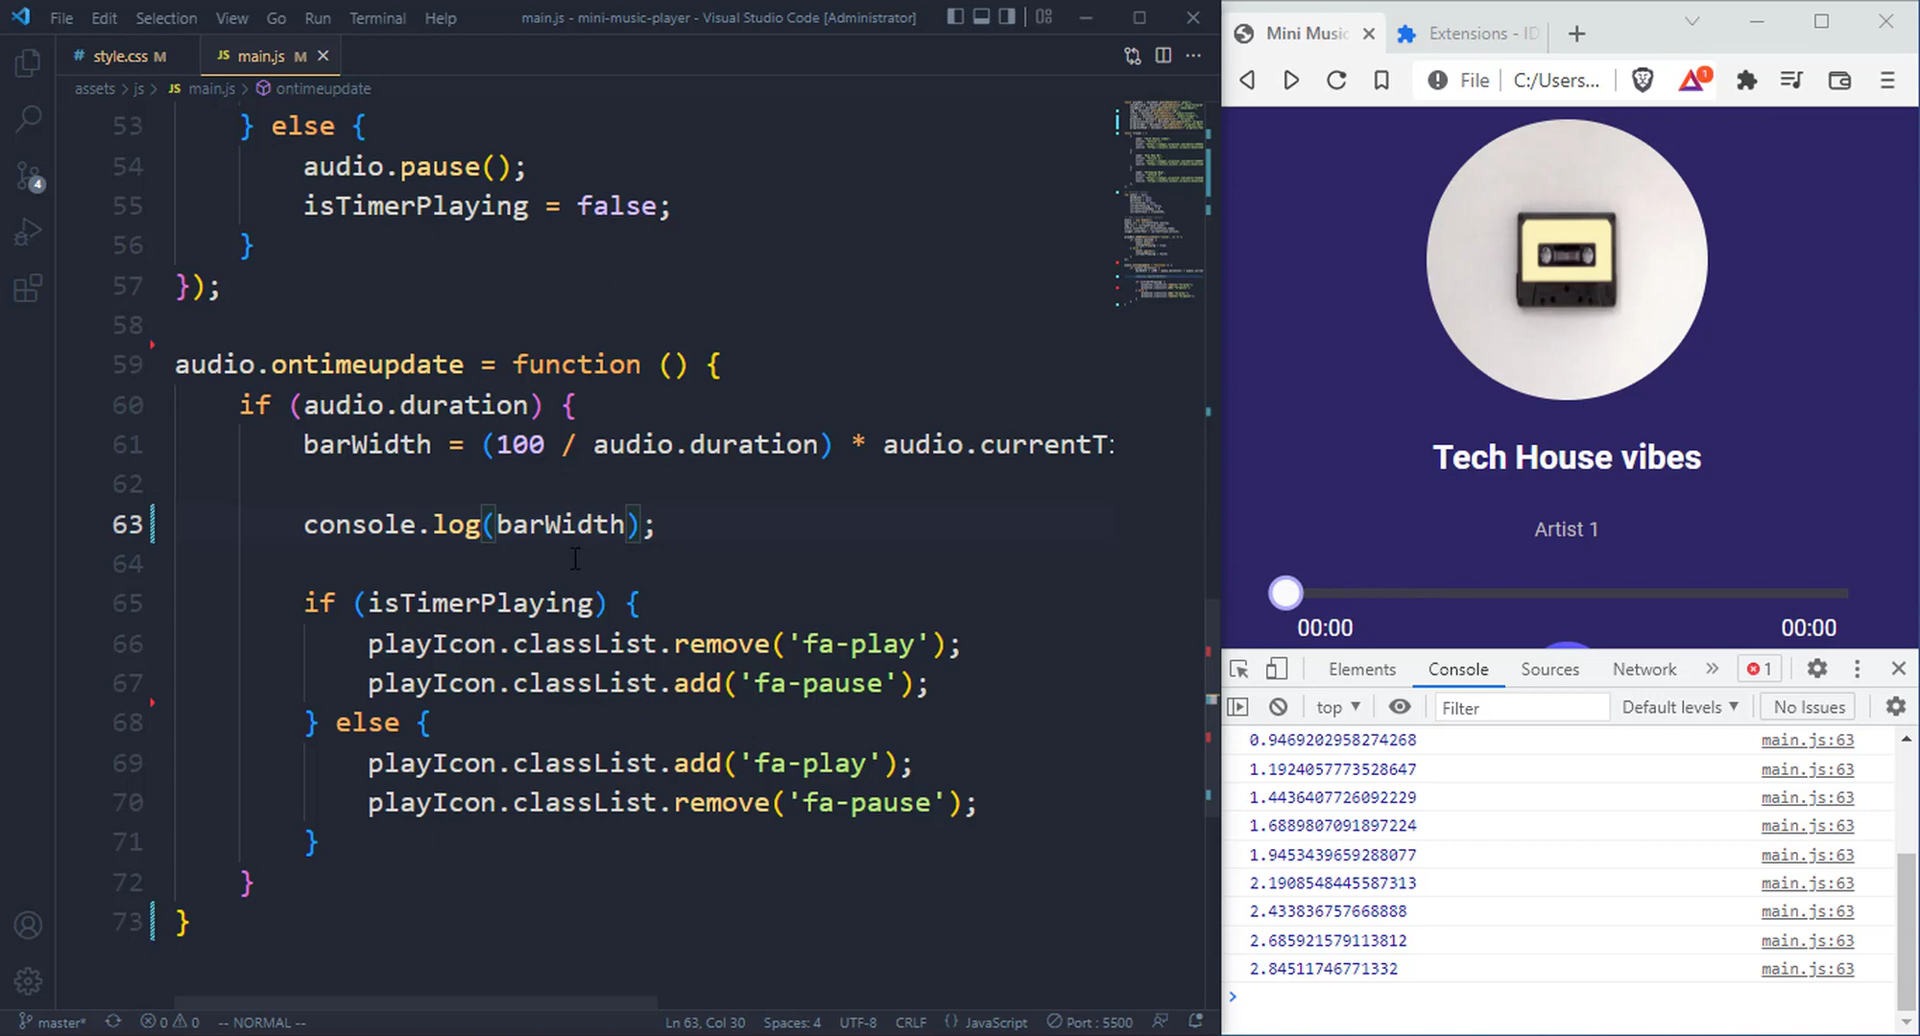 File Edit Selection View Go Run Terminal Help
main.js - mini-music-player - Visual Studio Code [Administrator]
# style.css M
JS main.js M
assets > js > JS main.js > ontimeupdate
53 } else {
54 audio.pause();
55 isTimerPlaying = false;
56 }
57 });
58
59 audio.ontimeupdate = function () {
60 if (audio.duration) {
61 barWidth = (100 / audio.duration) * audio.currentT
62
63 console.log(barWidth);
64
65 if (isTimerPlaying) {
66 playIcon.classList.remove('fa-play');
67 playIcon.classList.add('fa-pause');
68 } else {
69 playIcon.classList.add('fa-play');
70 playIcon.classList.remove('fa-pause');
71 }
72 }
73 }
4
master* 0 0 -- NORMAL -- Ln 63, Col 30 Spaces: 4 UTF-8 CRLF {} JavaScript Port : 5500
Mini Music
Extensions - ID
File C:/Users... 1
Tech House vibes
Artist 1
00:00 00:00
Elements Console Sources Network » 1
top Filter Default levels No Issues
0.9469202958274268 main.js:63
1.1924057773528647 main.js:63
1.4436407726092229 main.js:63
1.6889807091897224 main.js:63
1.9453439659288077 main.js:63
2.1908548445587313 main.js:63
2.433836757668888 main.js:63
2.685921579113812 main.js:63
2.84511746771332 main.js:63
>